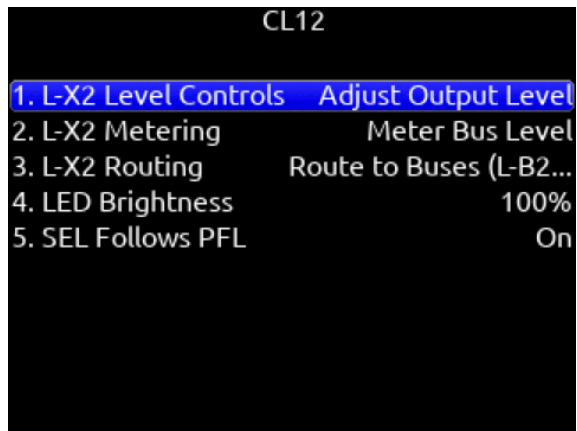 CL12
1. L-X2 Level Controls Adjust Output Level
2. L-X2 Metering Meter Bus Level
3. L-X2 Routing Route to Buses (L-B2...
4. LED Brightness 100%
5. SEL Follows PFL On